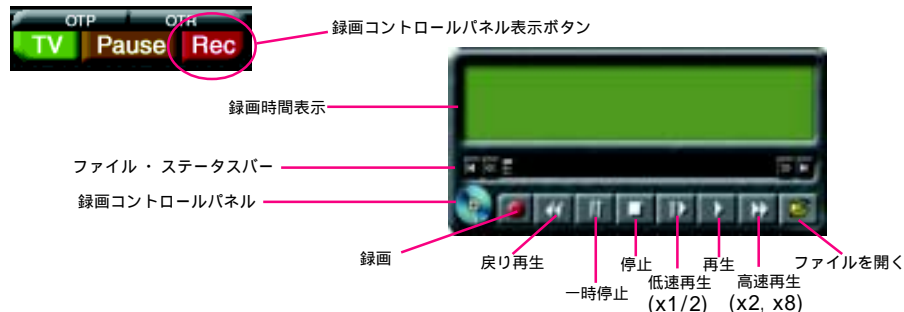 OTP OTR
TV Pause Rec
録画コントロールパネル表示ボタン
録画時間表示
ファイル・ステータスバー
録画コントロールパネル
録画
戻り再生
一時停止
停止
低速再生
(x1/2)
再生
高速再生
(x2, x8)
ファイルを開く